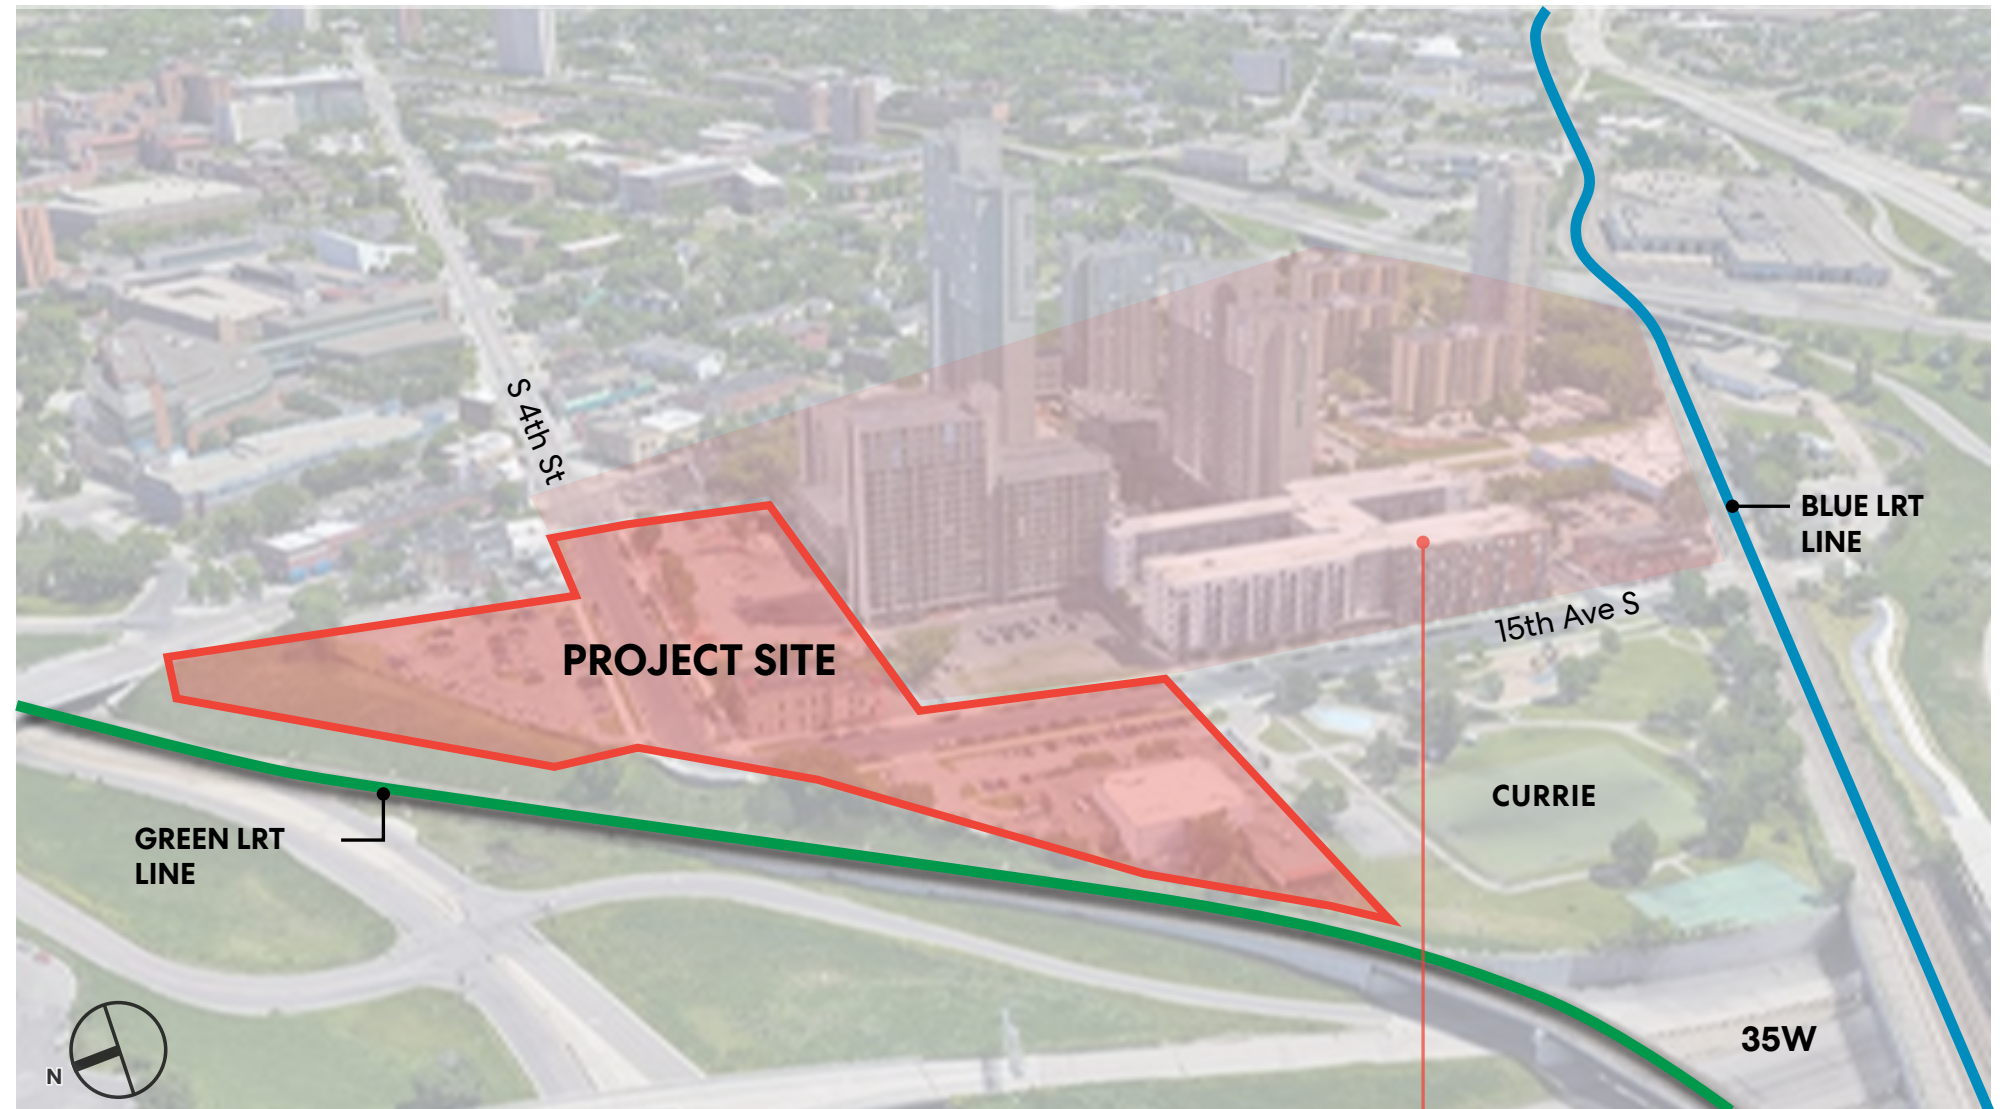 S 4th St
BLUE LRT
LINE
15th Ave S
PROJECT SITE
CURRIE
GREEN LRT
LINE
35W
N